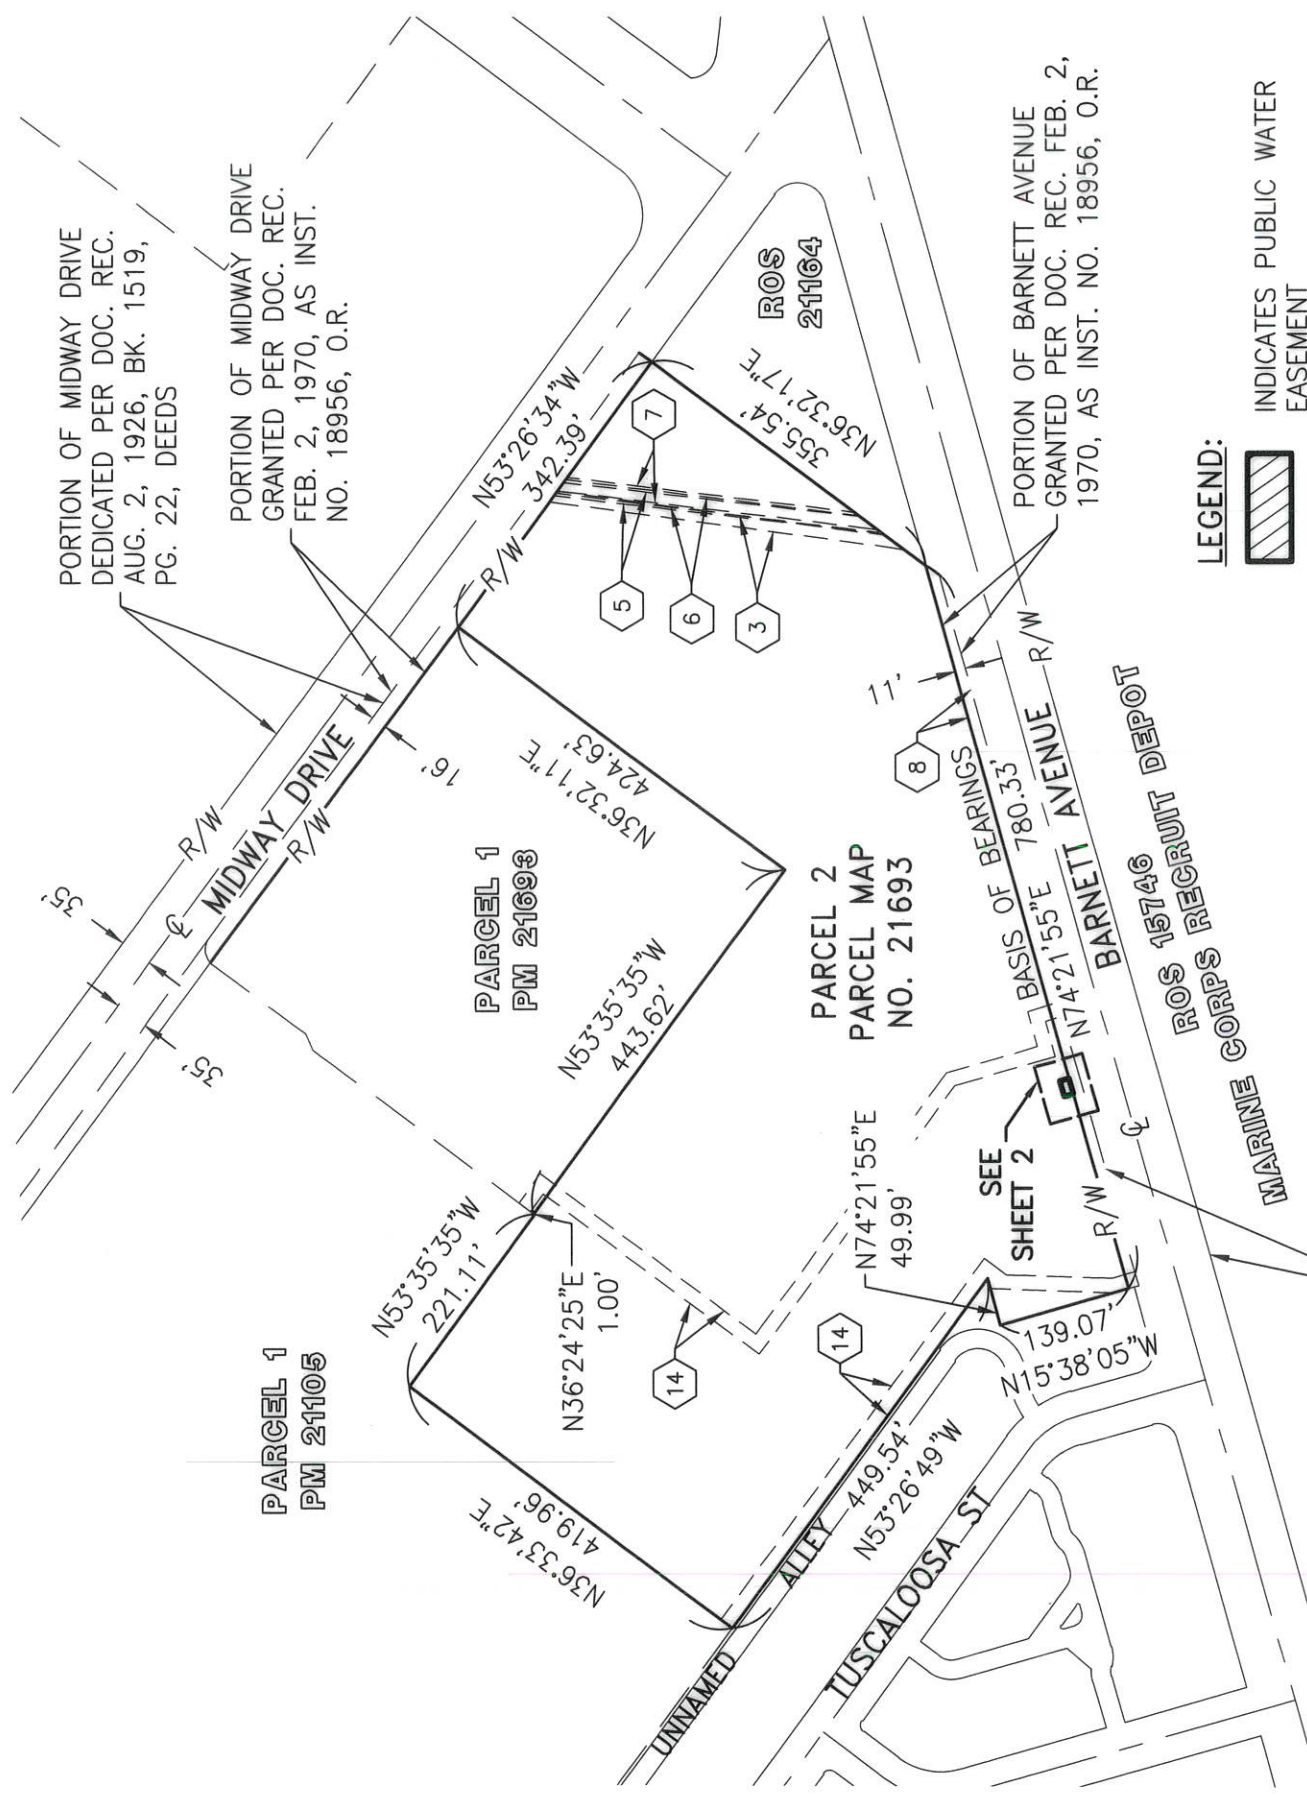 PORTION OF MIDWAY DRIVE
DEDICATED PER DOC. REC.
AUG. 2, 1926, BK. 1519,
PG. 22, DEEDS
PORTION OF MIDWAY DRIVE
GRANTED PER DOC. REC.
FEB. 2, 1970, AS INST.
NO. 18956, O.R.
35'
R/W
℄
MIDWAY DRIVE
R/W
35'
16'
R/W
N53°26'34"W
342.39'
ROS
21164
PARCEL 1
PM 21105
PARCEL 1
PM 21693
N36°32'11"E
424.63'
5
7
6
3
N36°32'17"E
355.54'
N53°35'35"W
221.11'
N53°35'35"W
443.62'
N36°24'25"E
1.00'
N36°33'42"E
419.96'
14
14
PARCEL 2
PARCEL MAP
NO. 21693
8
11'
N74°21'55"E
49.99'
SEE
SHEET 2
BASIS OF BEARINGS
N74°21'55"E 780.33'
UNNAMED ALLEY
449.54'
N53°26'49"W
139.07'
N15°38'05"W
R/W
℄
BARNETT AVENUE
R/W
TUSCALOOSA ST
ROS 15746
MARINE CORPS RECRUIT DEPOT
PORTION OF BARNETT AVENUE
GRANTED PER DOC. REC. FEB. 2,
1970, AS INST. NO. 18956, O.R.
LEGEND:
INDICATES PUBLIC WATER
EASEMENT